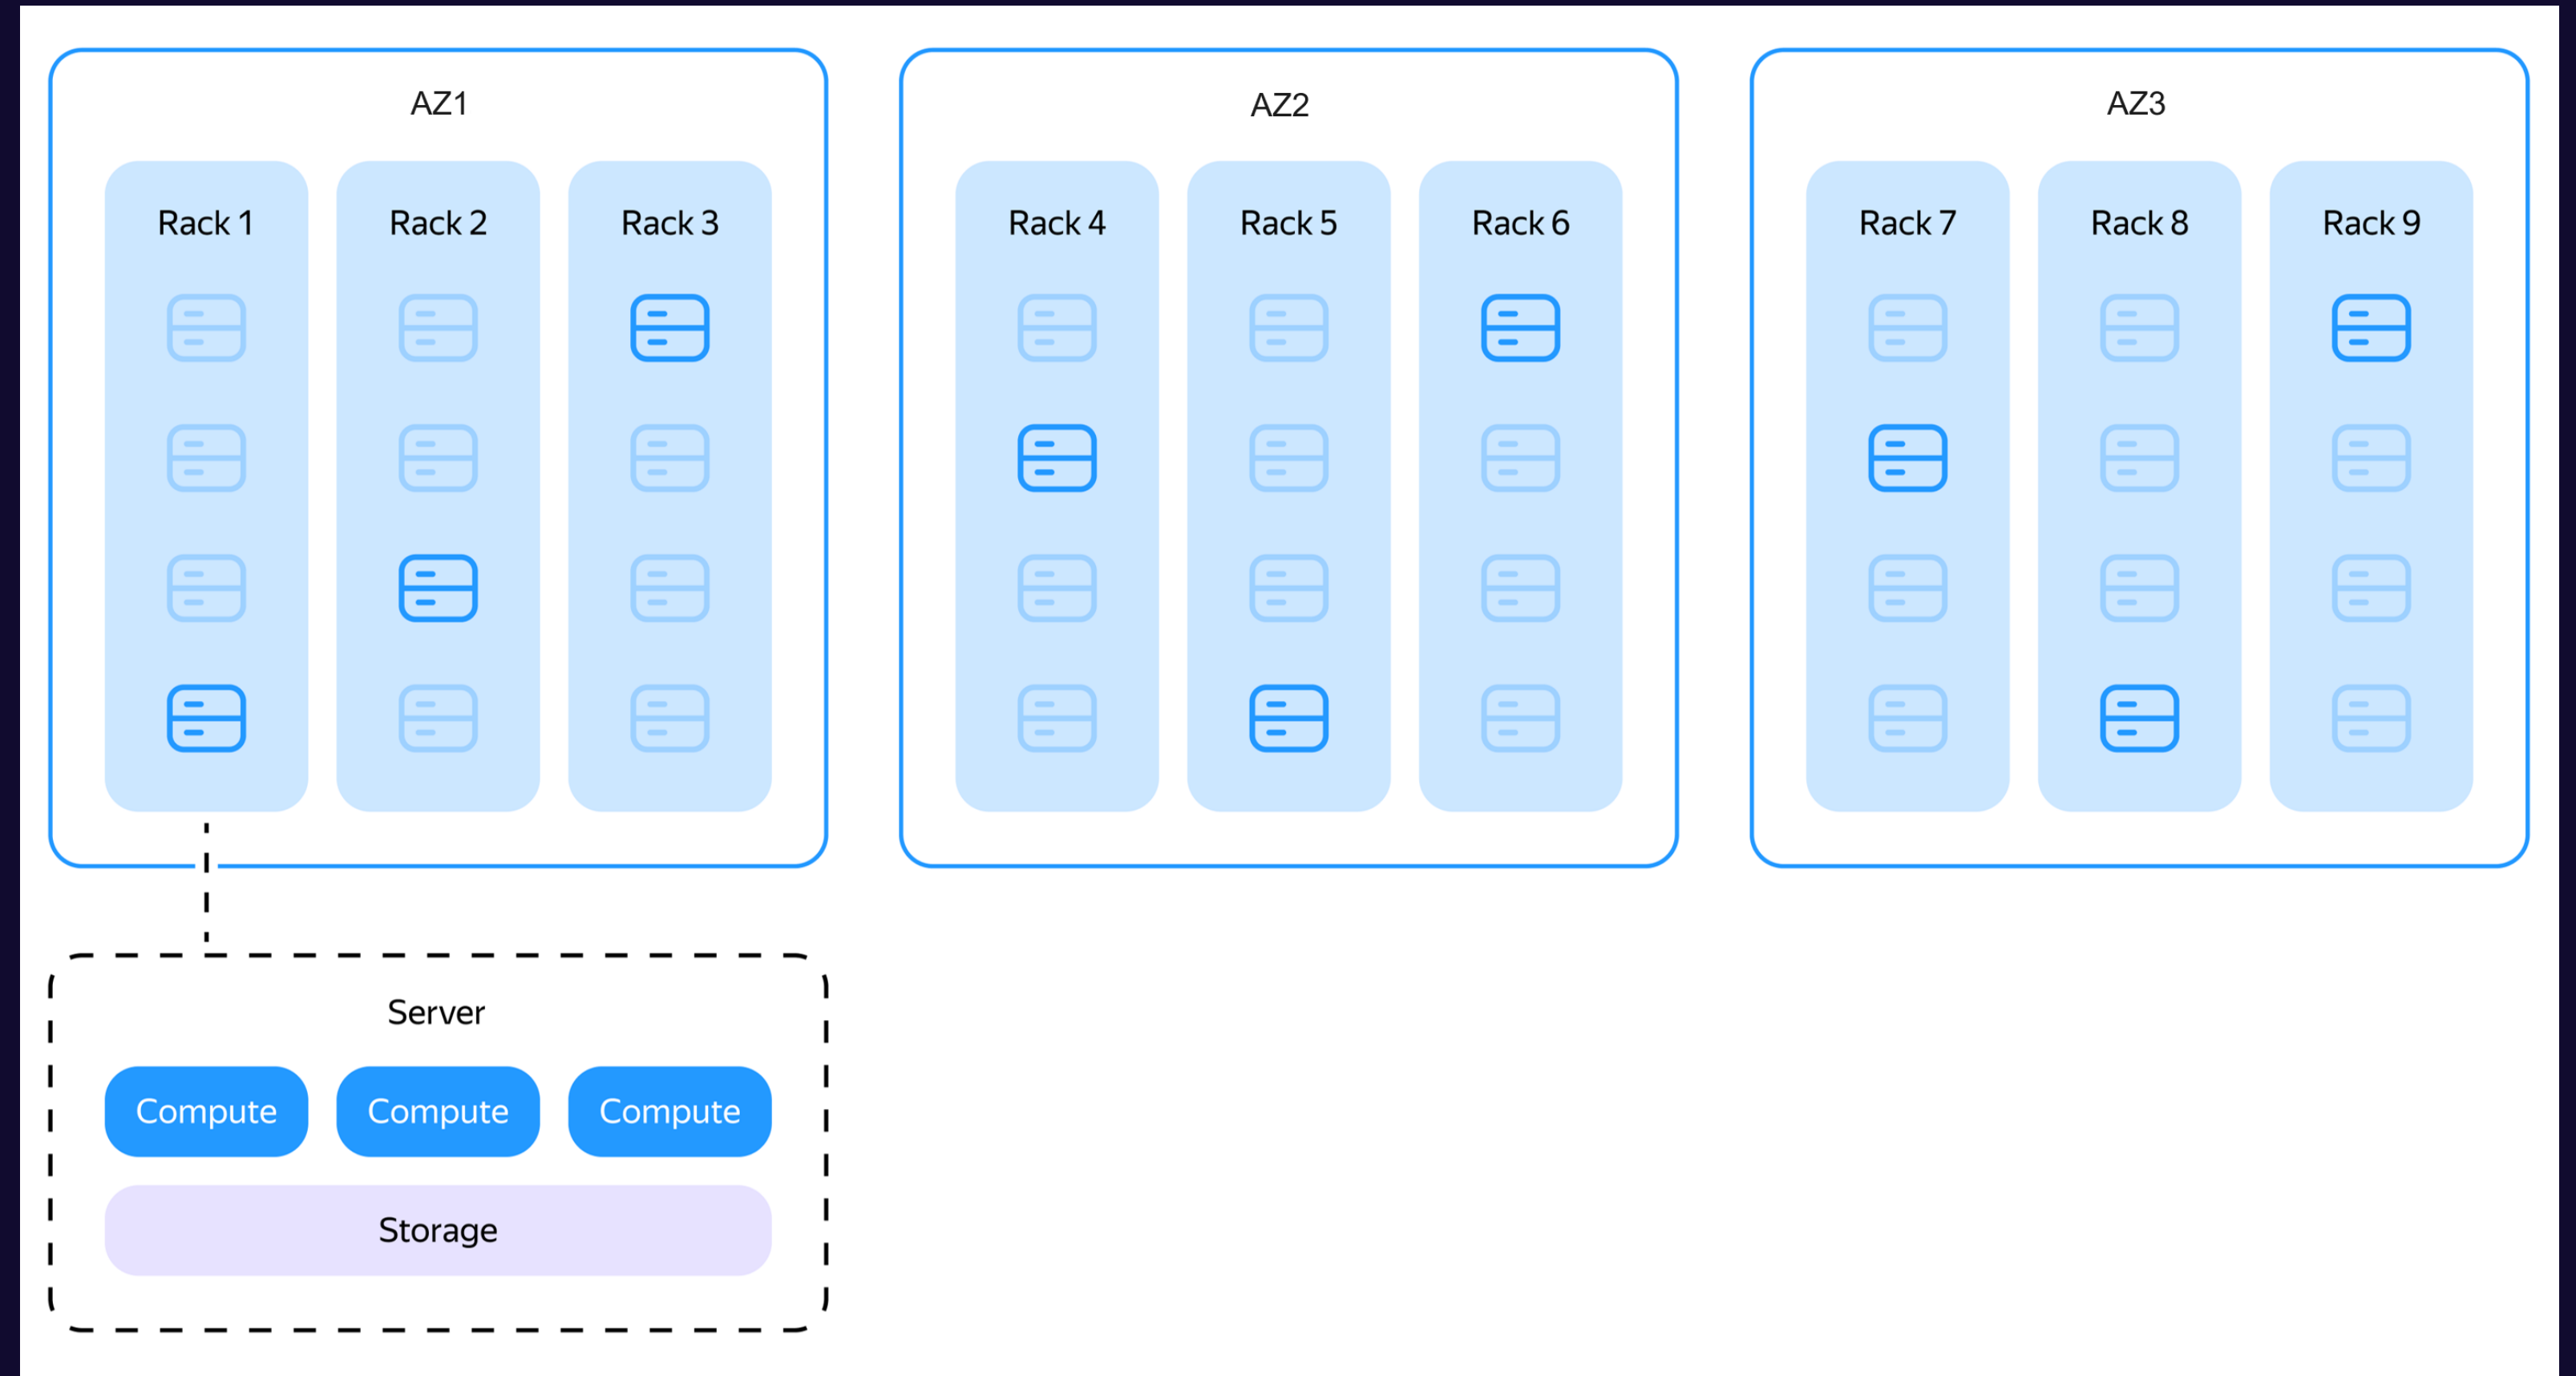 AZ1
Rack 1
Rack 2
Rack 3
AZ2
Rack 4
Rack 5
Rack 6
AZ3
Rack 7
Rack 8
Rack 9
Server
Compute
Compute
Compute
Storage